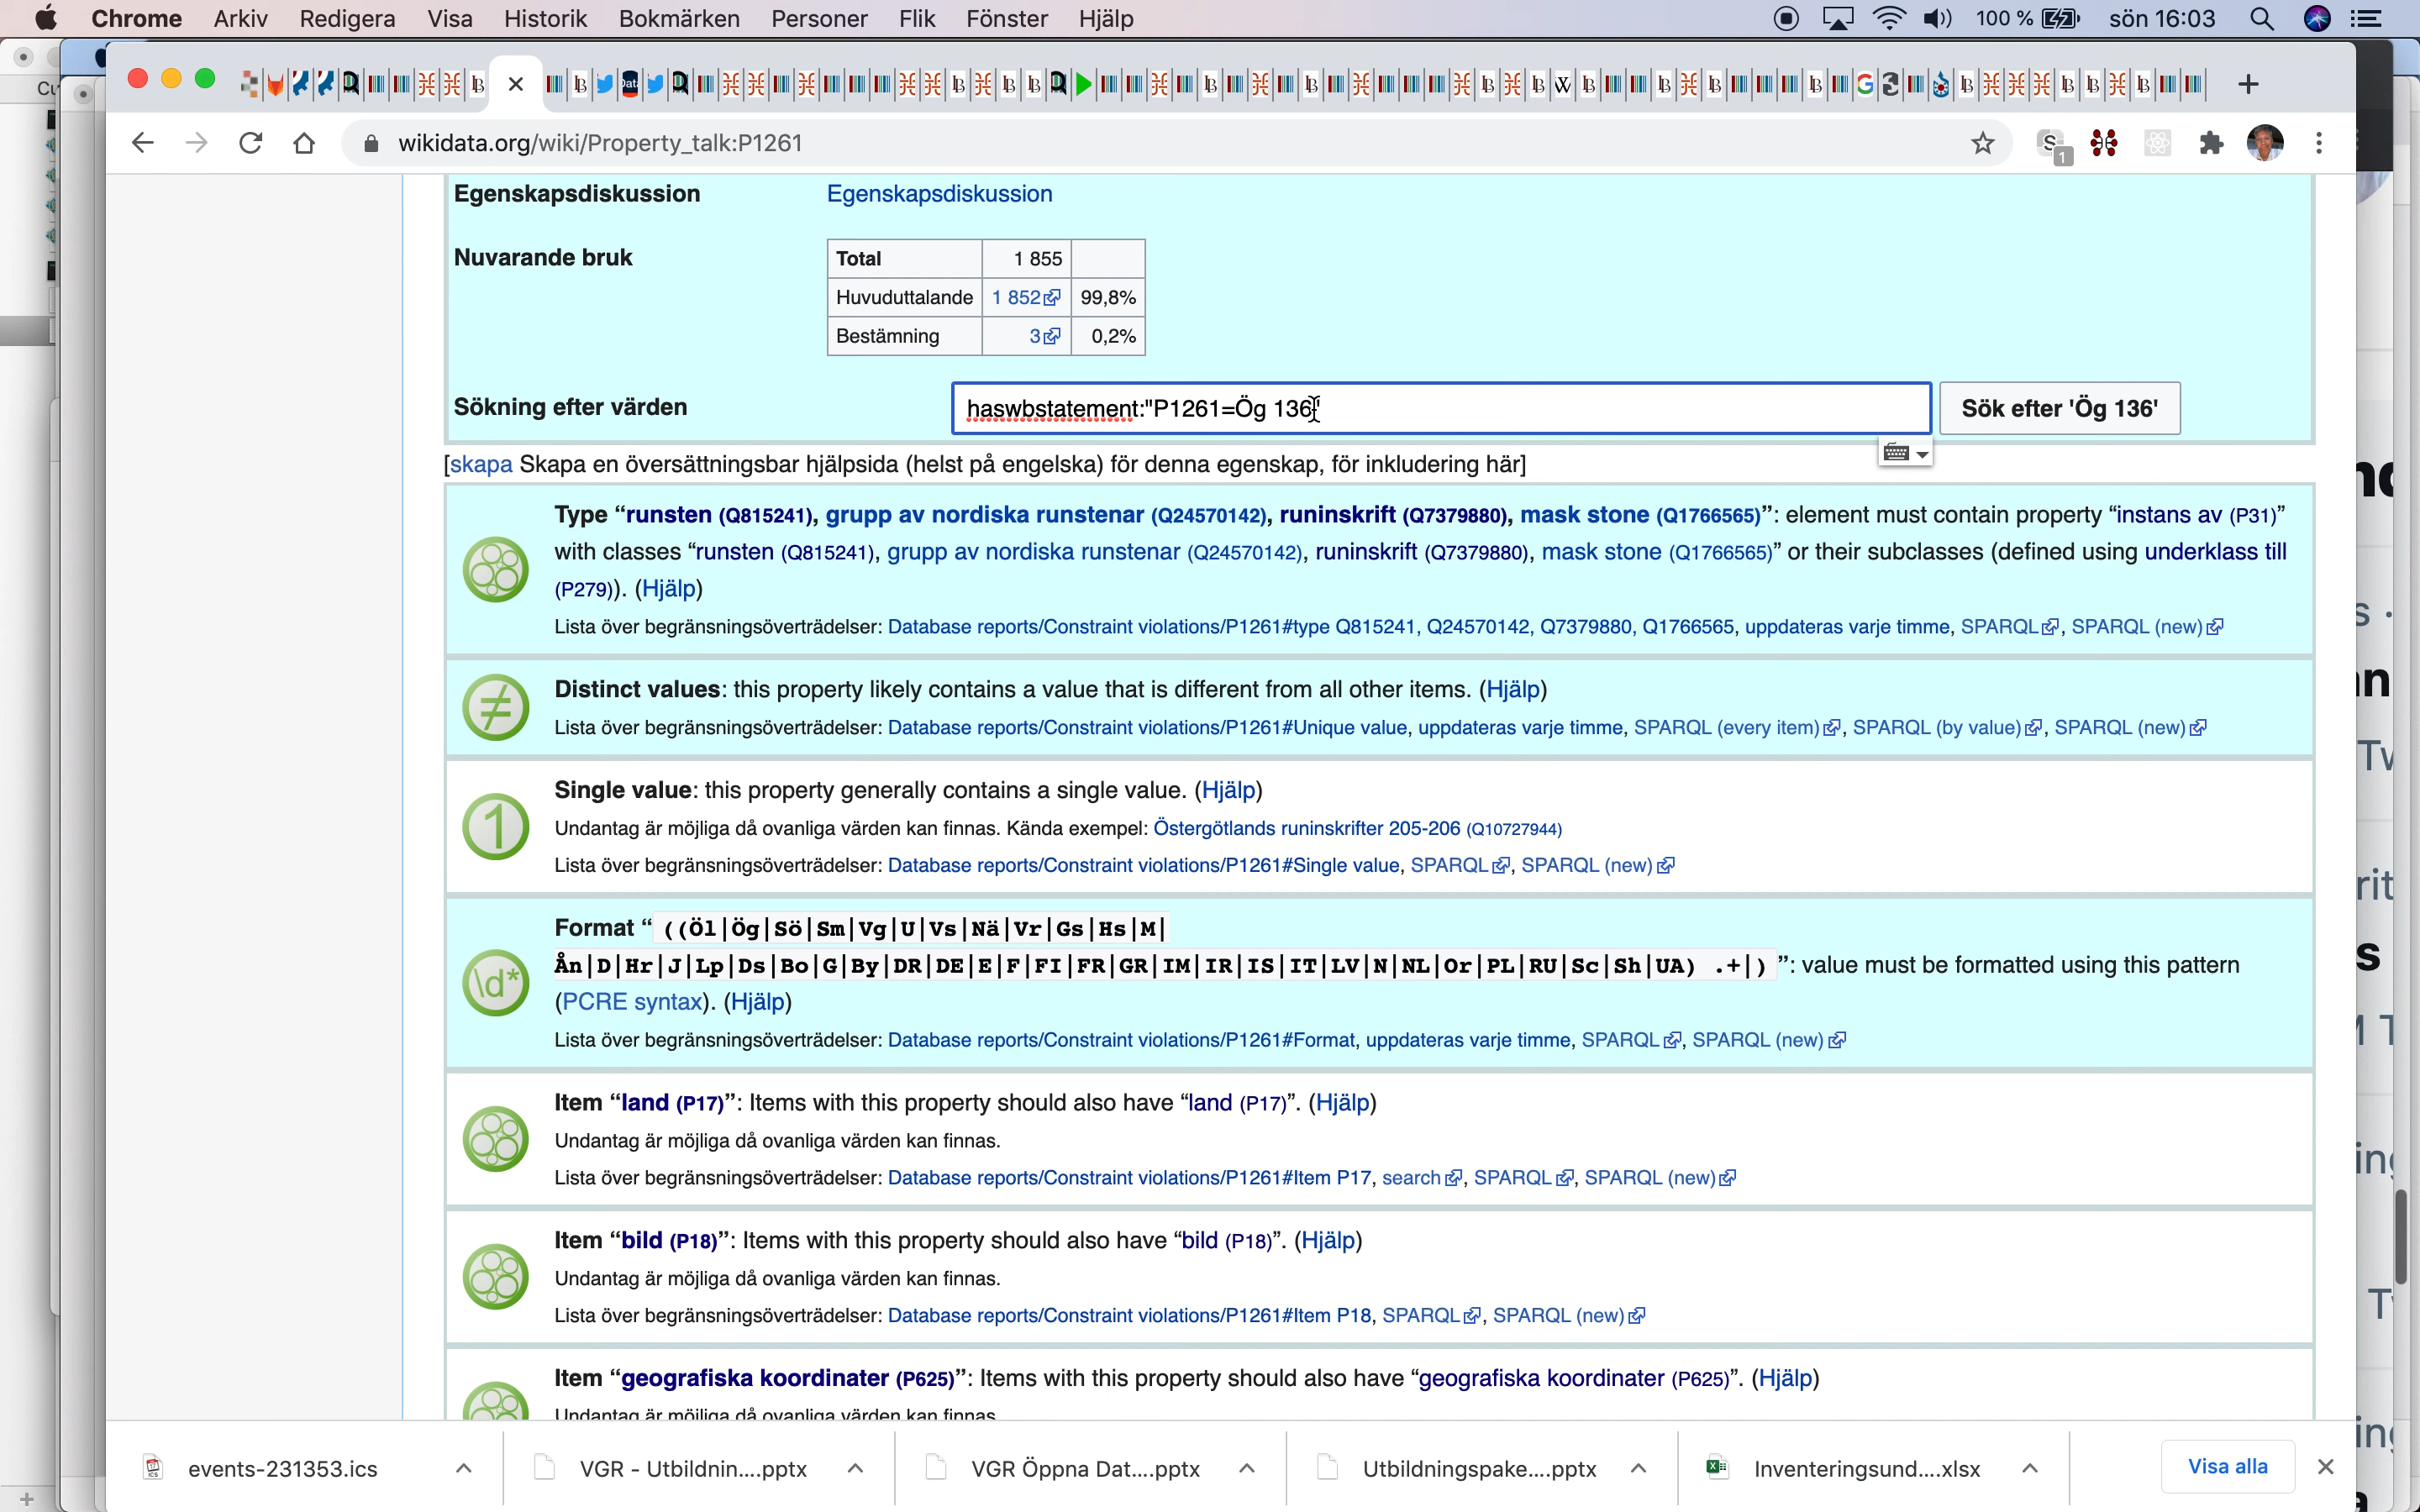 Chrome Arkiv Redigera Visa Historik Bokmärken Personer Flik Fönster Hjälp 100 % sön 16:03
wikidata.org/wiki/Property_talk:P1261
Egenskapsdiskussion Egenskapsdiskussion
Nuvarande bruk
Total 1 855
Huvuduttalande 1 852 99,8%
Bestämning 3 0,2%
Sökning efter värden haswbstatement:"P1261=Ög 136" Sök efter 'Ög 136'
[skapa Skapa en översättningsbar hjälpsida (helst på engelska) för denna egenskap, för inkludering här]
Type “runsten (Q815241), grupp av nordiska runstenar (Q24570142), runinskrift (Q7379880), mask stone (Q1766565)”: element must contain property “instans av (P31)”
with classes “runsten (Q815241), grupp av nordiska runstenar (Q24570142), runinskrift (Q7379880), mask stone (Q1766565)” or their subclasses (defined using underklass till
(P279)). (Hjälp)
Lista över begränsningsöverträdelser: Database reports/Constraint violations/P1261#type Q815241, Q24570142, Q7379880, Q1766565, uppdateras varje timme, SPARQL, SPARQL (new)
≠
Distinct values: this property likely contains a value that is different from all other items. (Hjälp)
Lista över begränsningsöverträdelser: Database reports/Constraint violations/P1261#Unique value, uppdateras varje timme, SPARQL (every item), SPARQL (by value), SPARQL (new)
1
Single value: this property generally contains a single value. (Hjälp)
Undantag är möjliga då ovanliga värden kan finnas. Kända exempel: Östergötlands runinskrifter 205-206 (Q10727944)
Lista över begränsningsöverträdelser: Database reports/Constraint violations/P1261#Single value, SPARQL, SPARQL (new)
\d*
Format “ ((Öl|Ög|Sö|Sm|Vg|U|Vs|Nä|Vr|Gs|Hs|M|
Ån|D|Hr|J|Lp|Ds|Bo|G|By|DR|DE|E|F|FI|FR|GR|IM|IR|IS|IT|LV|N|NL|Or|PL|RU|Sc|Sh|UA) .+|) ”: value must be formatted using this pattern
(PCRE syntax). (Hjälp)
Lista över begränsningsöverträdelser: Database reports/Constraint violations/P1261#Format, uppdateras varje timme, SPARQL, SPARQL (new)
Item “land (P17)”: Items with this property should also have “land (P17)”. (Hjälp)
Undantag är möjliga då ovanliga värden kan finnas.
Lista över begränsningsöverträdelser: Database reports/Constraint violations/P1261#Item P17, search, SPARQL, SPARQL (new)
Item “bild (P18)”: Items with this property should also have “bild (P18)”. (Hjälp)
Undantag är möjliga då ovanliga värden kan finnas.
Lista över begränsningsöverträdelser: Database reports/Constraint violations/P1261#Item P18, SPARQL, SPARQL (new)
Item “geografiska koordinater (P625)”: Items with this property should also have “geografiska koordinater (P625)”. (Hjälp)
Undantag är möjliga då ovanliga värden kan finnas.
events-231353.ics VGR - Utbildnin....pptx VGR Öppna Dat....pptx Utbildningspake....pptx Inventeringsund....xlsx Visa alla